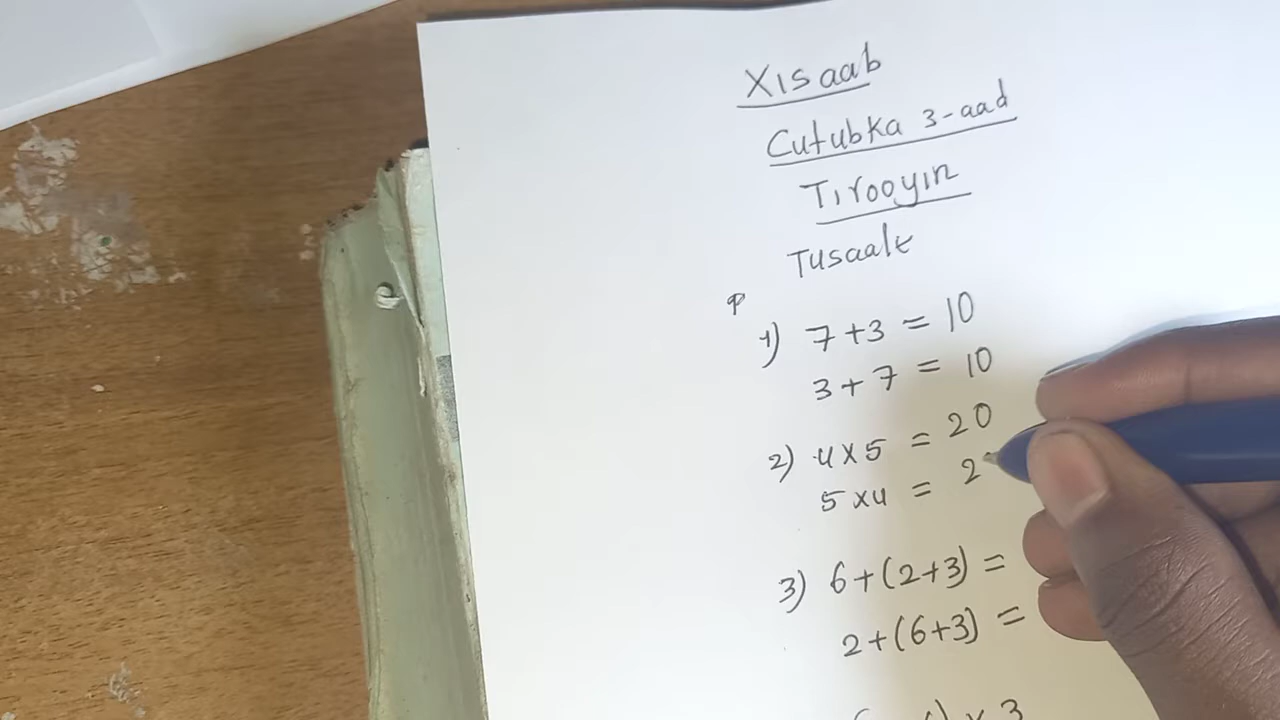 Xisaab
Cutubka 3-aad
Tirooyin
Tusaale
1) 7+3 = 10
3+7 = 10
2) 4x5 = 20
5x4 = 2
3) 6+(2+3) =
2+(6+3) =
x 3